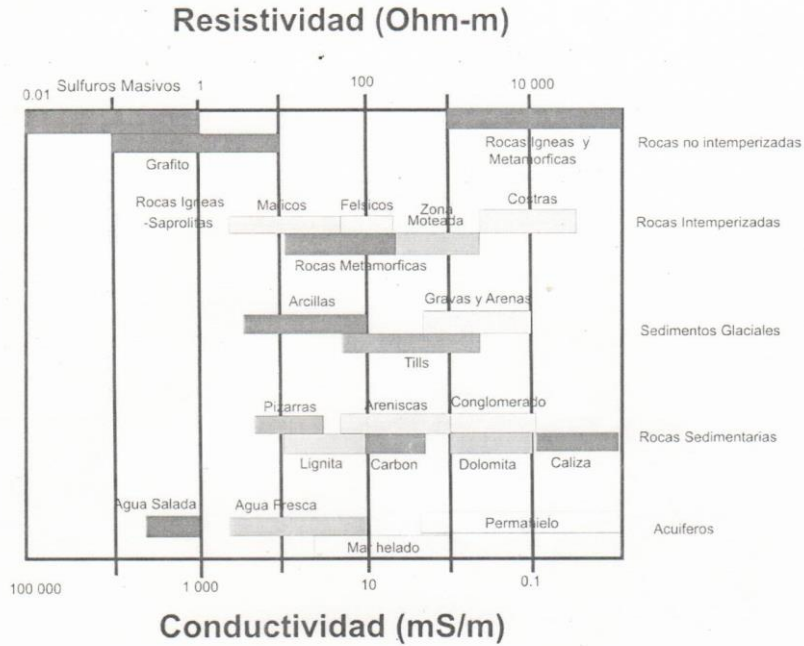 Resistividad (Ohm-m)
0.01 Sulfuros Masivos 1 100 10 000
Grafito
Rocas Igneas y
Metamorficas
Rocas no intemperizadas
Rocas Igneas
-Saprolitas
Maficos
Felsicos
Zona
Moteada
Costras
Rocas Intemperizadas
Rocas Metamorficas
Arcillas
Gravas y Arenas
Sedimentos Glaciales
Tills
Pizarras
Areniscas
Conglomerado
Rocas Sedimentarias
Lignita
Carbon
Dolomita
Caliza
Agua Salada
Agua Fresca
Permahielo
Acuiferos
Mar helado
100 000 1 000 10 0.1
Conductividad (mS/m)